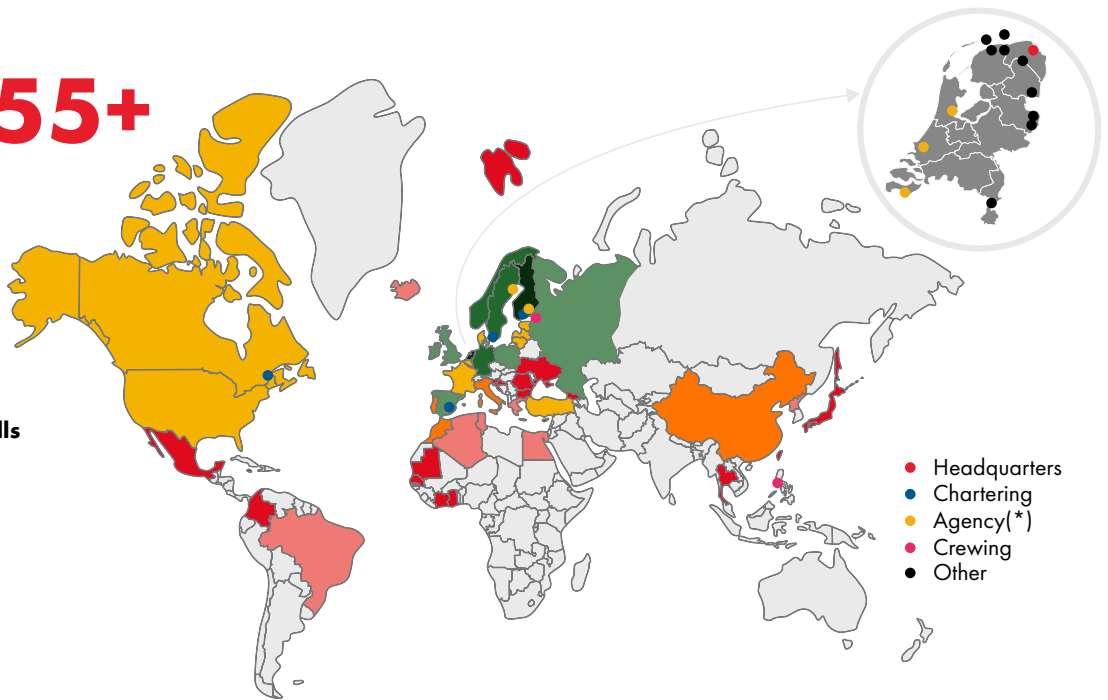 55+
lls
Headquarters
Chartering
Agency(*)
Crewing
Other